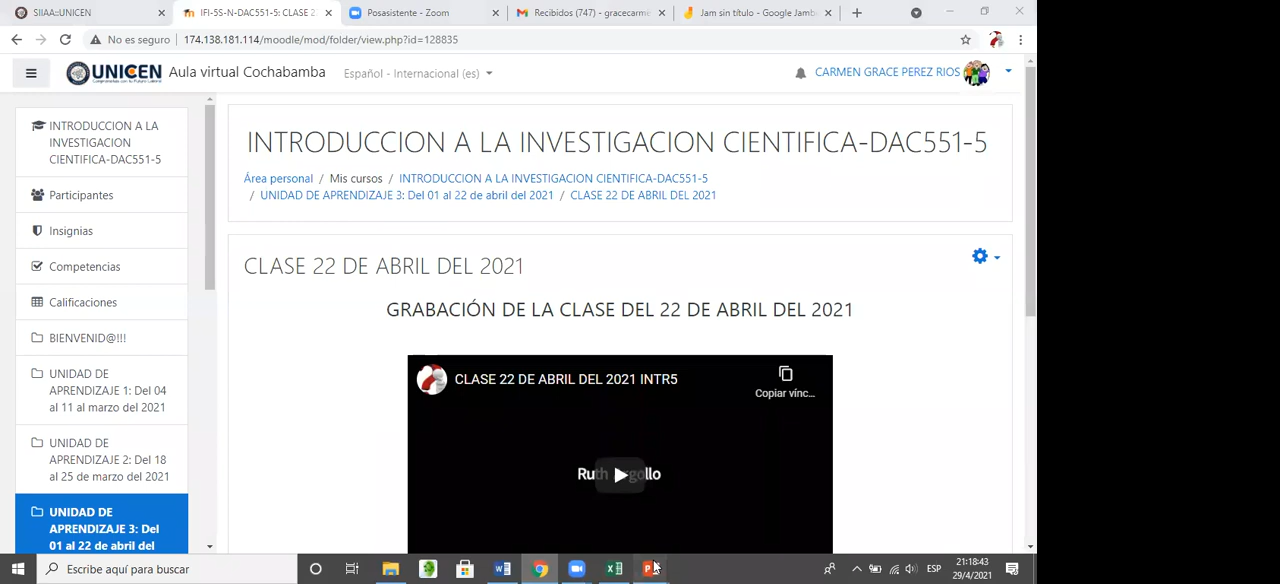 SIIAA::UNICEN
IFI-5S-N-DAC551-5: CLASE 2
Posasistente - Zoom
Recibidos (747) - gracecarme
Jam sin título - Google Jamb
No es seguro
174.138.181.114/moodle/mod/folder/view.php?id=128835
UNICEN
Aula virtual Cochabamba
Español - Internacional (es)
CARMEN GRACE PEREZ RIOS
INTRODUCCION A LA
INVESTIGACION
CIENTIFICA-DAC551-5
Participantes
Insignias
Competencias
Calificaciones
BIENVENID@!!!
UNIDAD DE
APRENDIZAJE 1: Del 04
al 11 al marzo del 2021
UNIDAD DE
APRENDIZAJE 2: Del 18
al 25 de marzo del 2021
UNIDAD DE
APRENDIZAJE 3: Del
01 al 22 de abril del
INTRODUCCION A LA INVESTIGACION CIENTIFICA-DAC551-5
Área personal / Mis cursos / INTRODUCCION A LA INVESTIGACION CIENTIFICA-DAC551-5
/ UNIDAD DE APRENDIZAJE 3: Del 01 al 22 de abril del 2021 / CLASE 22 DE ABRIL DEL 2021
CLASE 22 DE ABRIL DEL 2021
GRABACIÓN DE LA CLASE DEL 22 DE ABRIL DEL 2021
CLASE 22 DE ABRIL DEL 2021 INTR5
Copiar vínc...
Ruth
Escribe aquí para buscar
ESP
21:18:43
29/4/2021